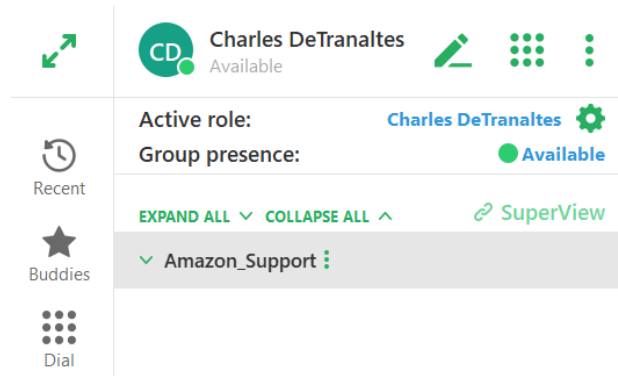 CD
Charles DeTranaltes
Available
Active role: Charles DeTranaltes
Group presence: Available
Recent
EXPAND ALL COLLAPSE ALL SuperView
Amazon_Support
Buddies
Dial